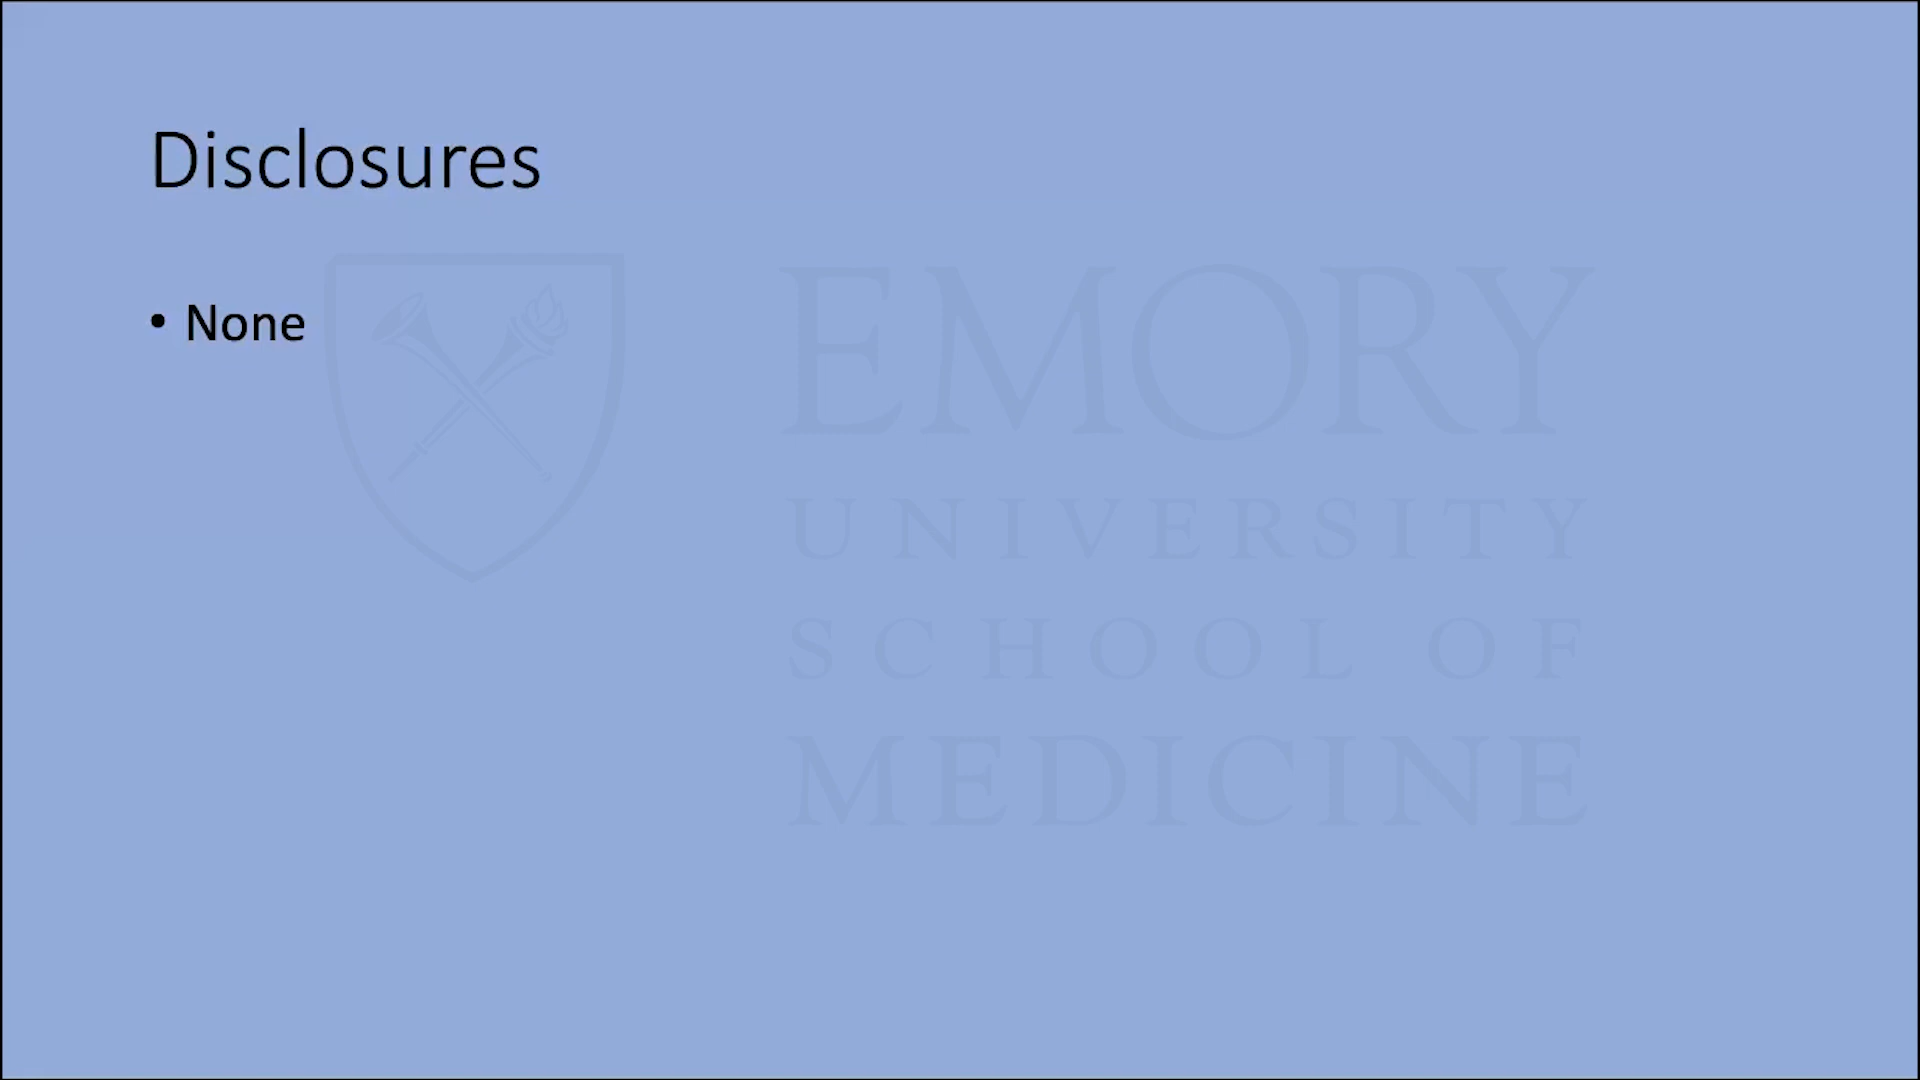 Disclosures
• None
EMORY
UNIVERSITY
SCHOOL OF
MEDICINE